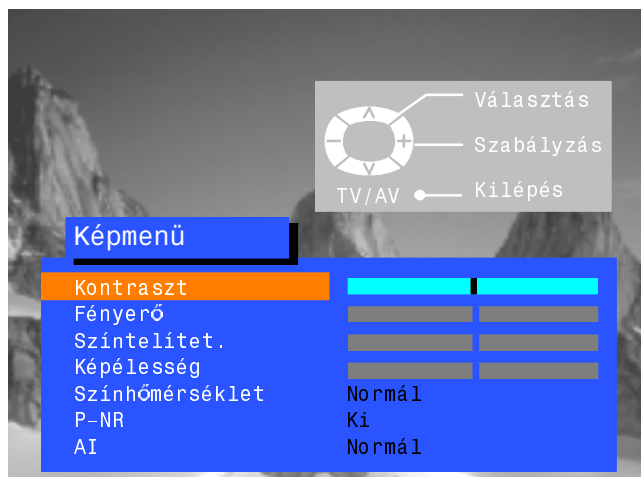 Választás
Szabályzás
TV/AV Kilépés
Képmenü
Kontraszt
Fényerő
Színtelítet.
Képélesség
Színhőmérséklet Normál
P-NR Ki
AI Normál